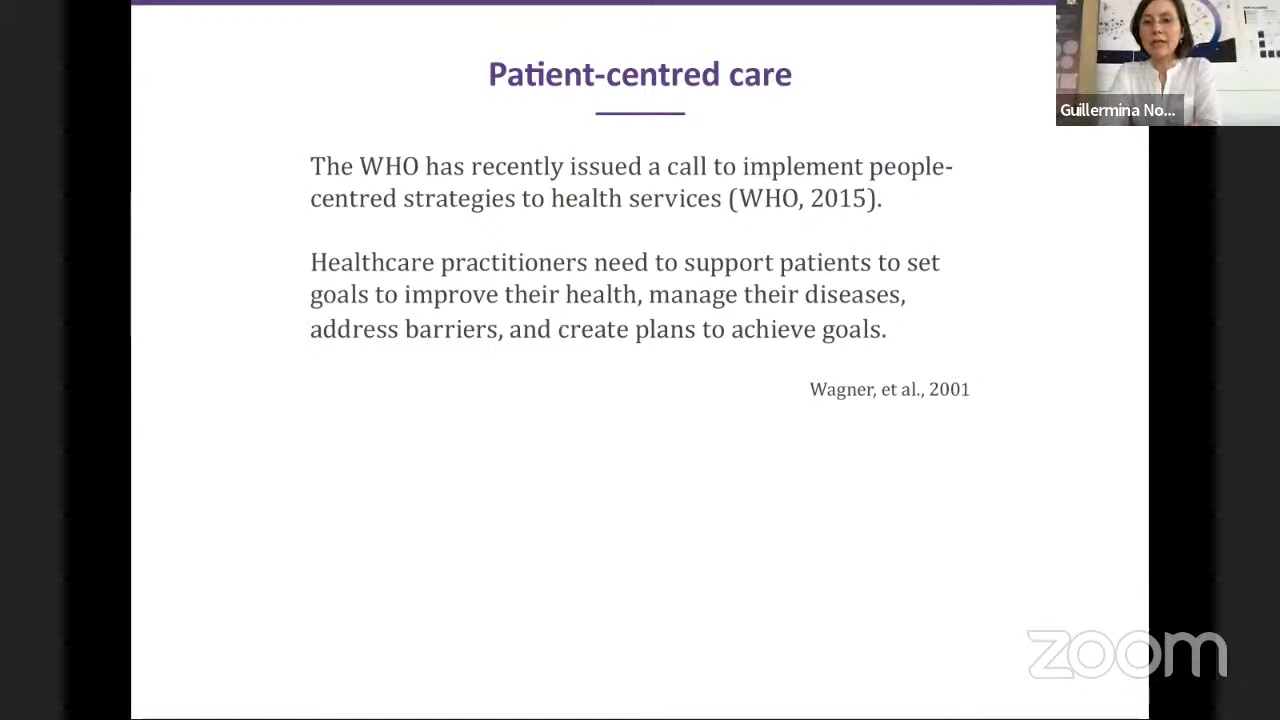 Patient-centred care
Guillermina No...
The WHO has recently issued a call to implement people-
centred strategies to health services (WHO, 2015).
Healthcare practitioners need to support patients to set
goals to improve their health, manage their diseases,
address barriers, and create plans to achieve goals.
Wagner, et al., 2001
zoom